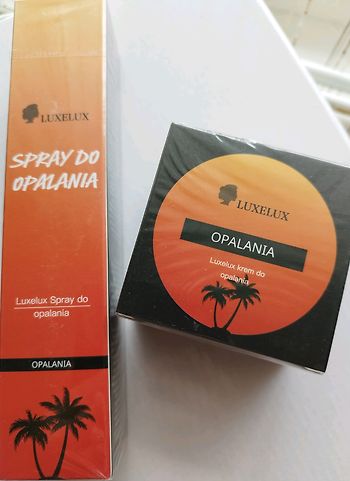 LUXELUX
SPRAY DO
OPALANIA
Luxelux Spray do
opalania
OPALANIA
LUXELUX
OPALANIA
Luxelux krem do
opalania